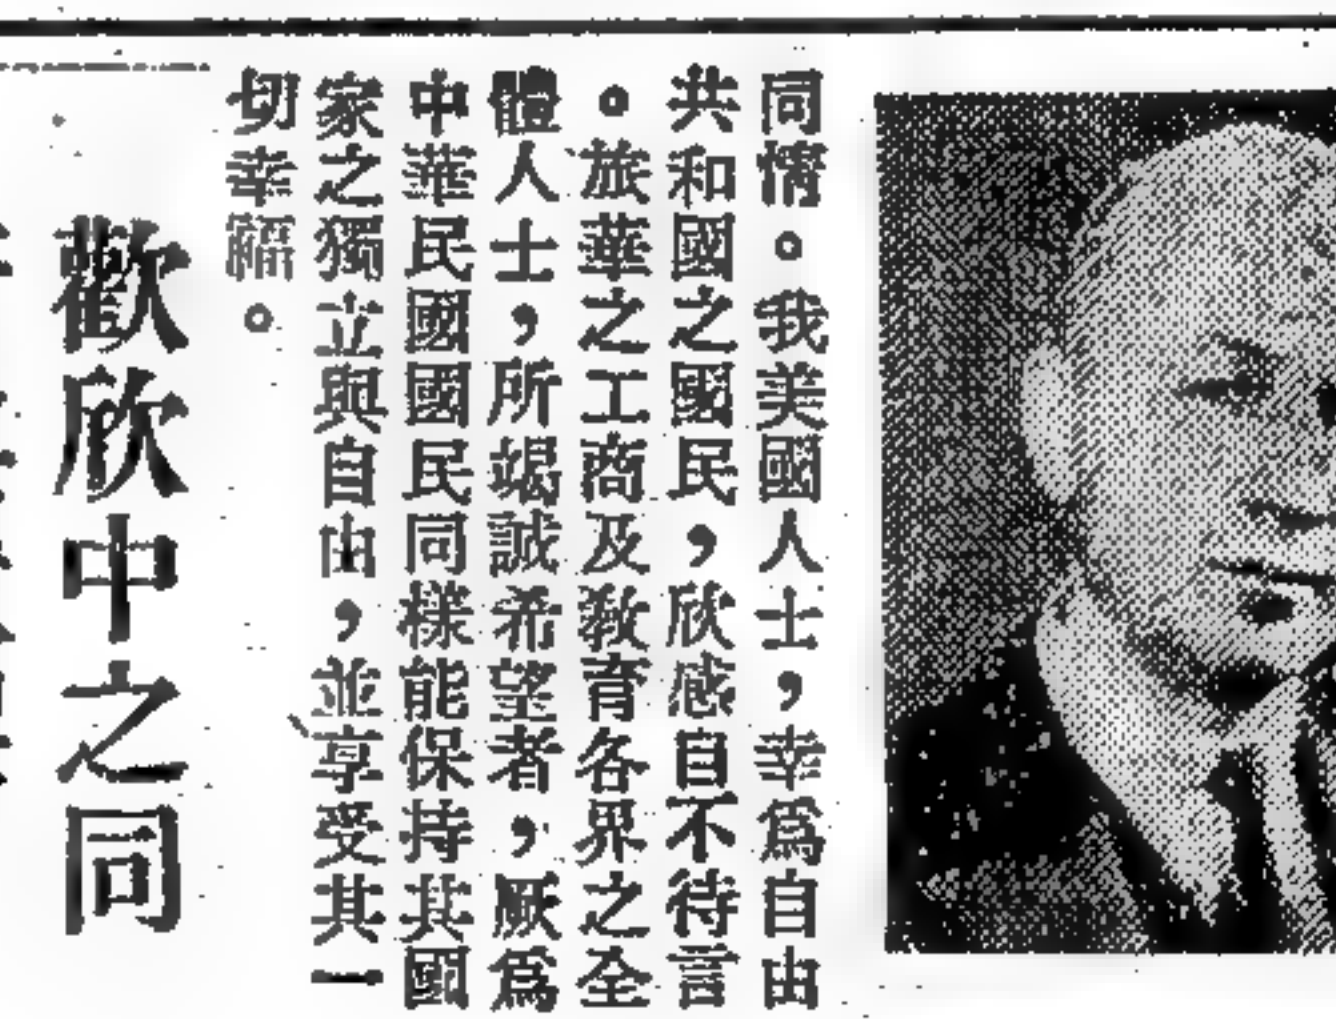 同情。我美國人士，幸爲自由
共和國之國民，欣感自不待言
。旅華之工商及教育各界之全
體人士，所竭誠希望者，厥爲
中華民國國民同樣能保持其國
家之獨立與自由，並享受其一
切幸福。
歡欣中之同